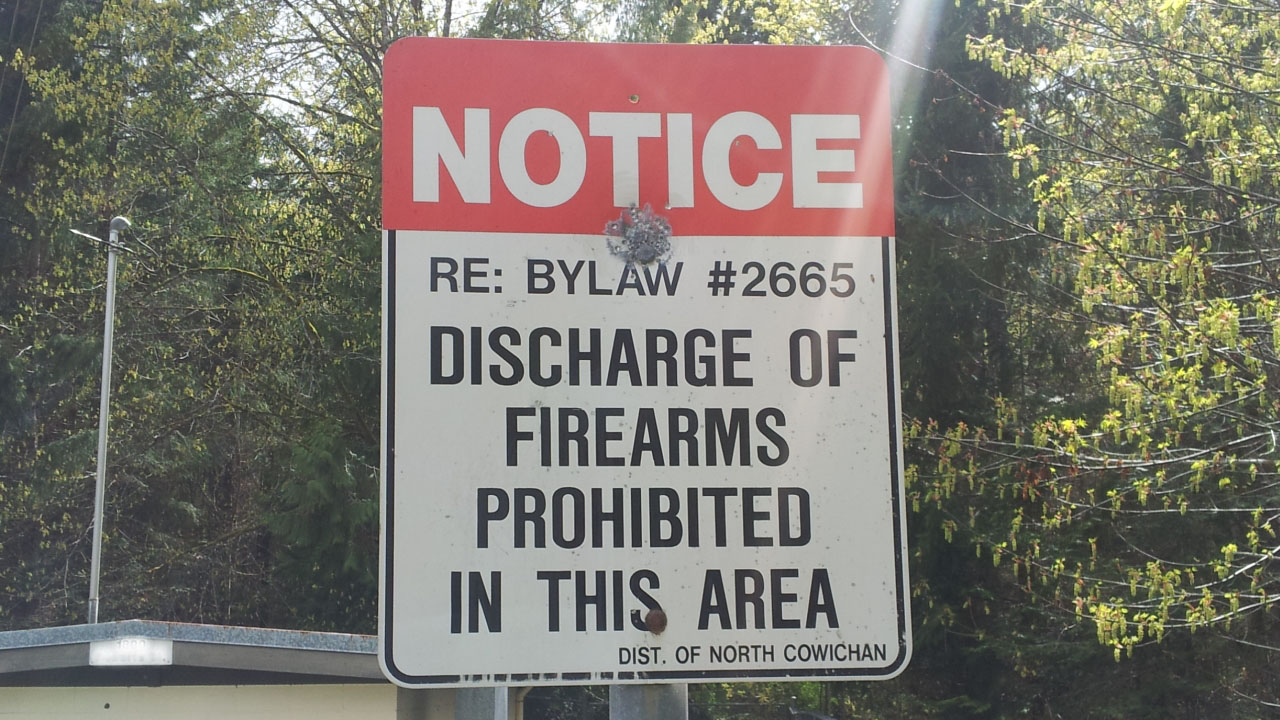 NOTICE
RE: BYLAW #2665
DISCHARGE OF
FIREARMS
PROHIBITED
IN THIS AREA
DIST. OF NORTH COWICHAN